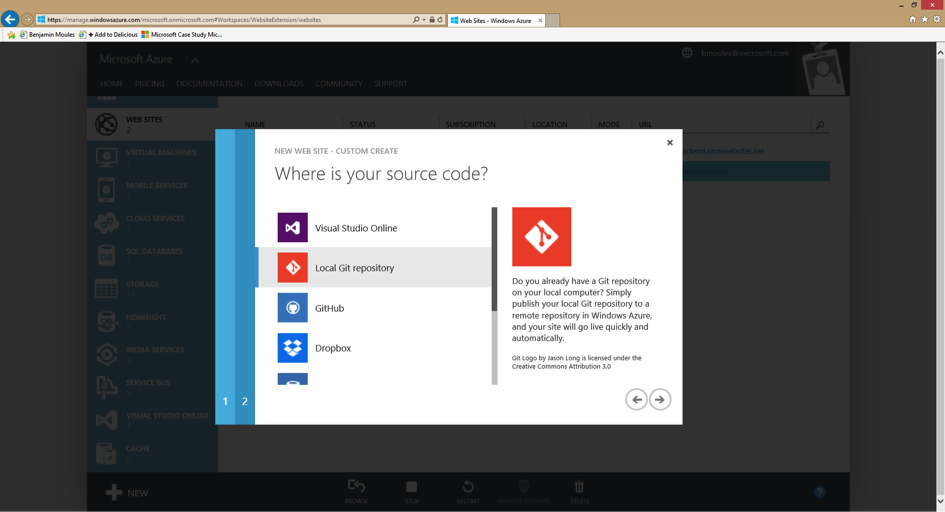 https://manage.windowsazure.com/microsoft.onmicrosoft.com#Workspaces/WebsiteExtension/websites
Web Sites - Windows Azure
Benjamin Moules
Add to Delicious
Microsoft Case Study Mic...
Microsoft Azure
bmoules@microsoft.com
HOME PRICING DOCUMENTATION DOWNLOADS COMMUNITY SUPPORT
WEB SITES
2
VIRTUAL MACHINES
MOBILE SERVICES
CLOUD SERVICES
SQL DATABASES
STORAGE
HDINSIGHT
MEDIA SERVICES
SERVICE BUS
VISUAL STUDIO ONLINE
CACHE
NAME STATUS SUBSCRIPTION LOCATION MODE URL
NEW WEB SITE - CUSTOM CREATE
Where is your source code?
Visual Studio Online
Local Git repository
GitHub
Dropbox
Do you already have a Git repository
on your local computer? Simply
publish your local Git repository to a
remote repository in Windows Azure,
and your site will go live quickly and
automatically.
Git Logo by Jason Long is licensed under the
Creative Commons Attribution 3.0
1 2
NEW
BROWSE STOP RESTART DELETE
?